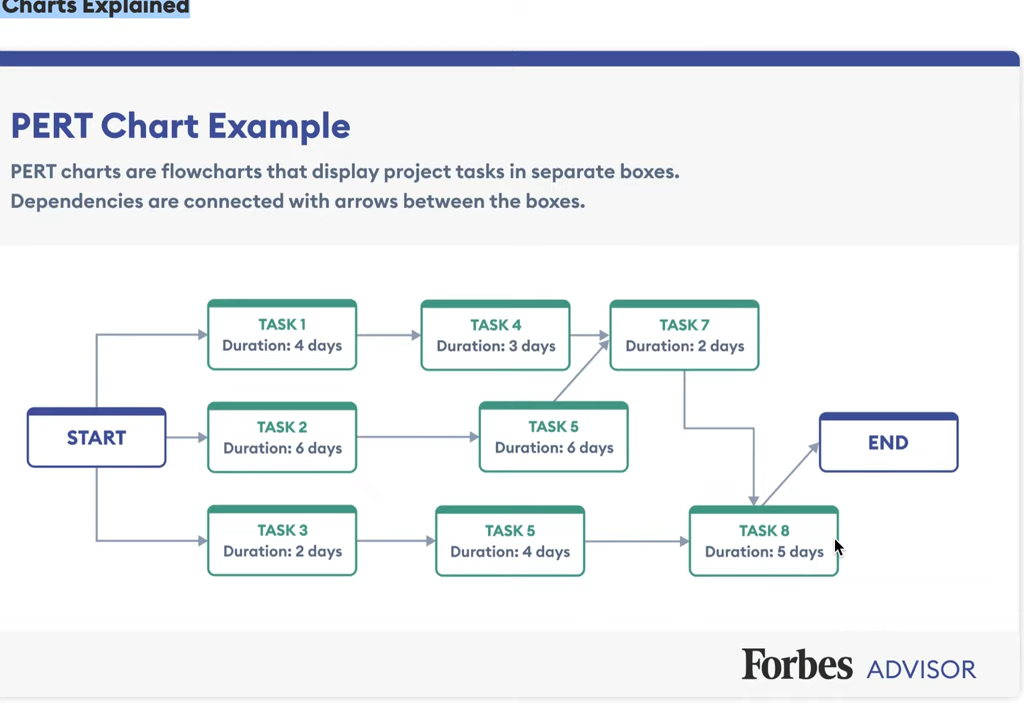 Charts Explained
PERT Chart Example
PERT charts are flowcharts that display project tasks in separate boxes.
Dependencies are connected with arrows between the boxes.
TASK 1
Duration: 4 days
TASK 4
Duration: 3 days
TASK 7
Duration: 2 days
START
TASK 2
Duration: 6 days
TASK 5
Duration: 6 days
END
TASK 3
Duration: 2 days
TASK 5
Duration: 4 days
TASK 8
Duration: 5 days
Forbes ADVISOR